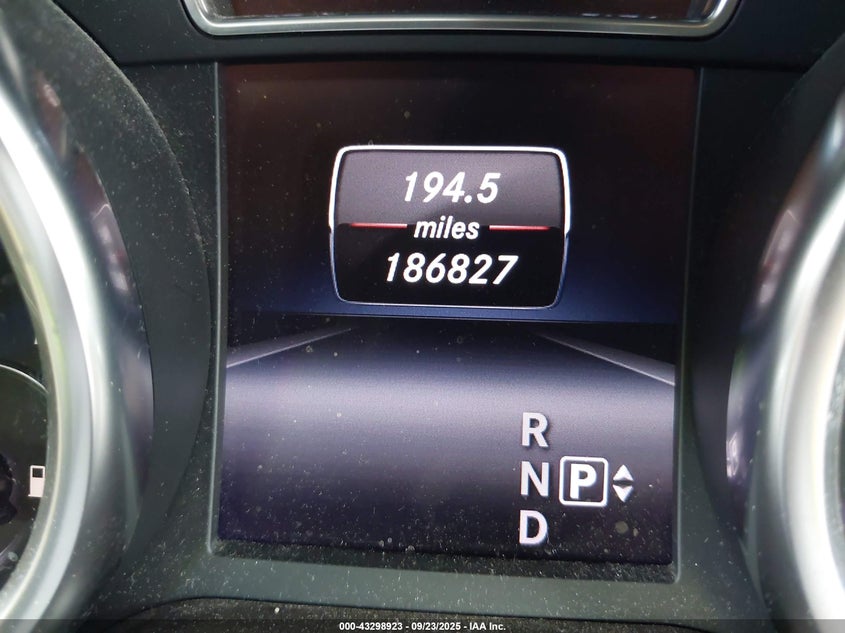 194.5
miles
186827
R
N P
D
000-43298923 - 09/23/2025 - IAA Inc.